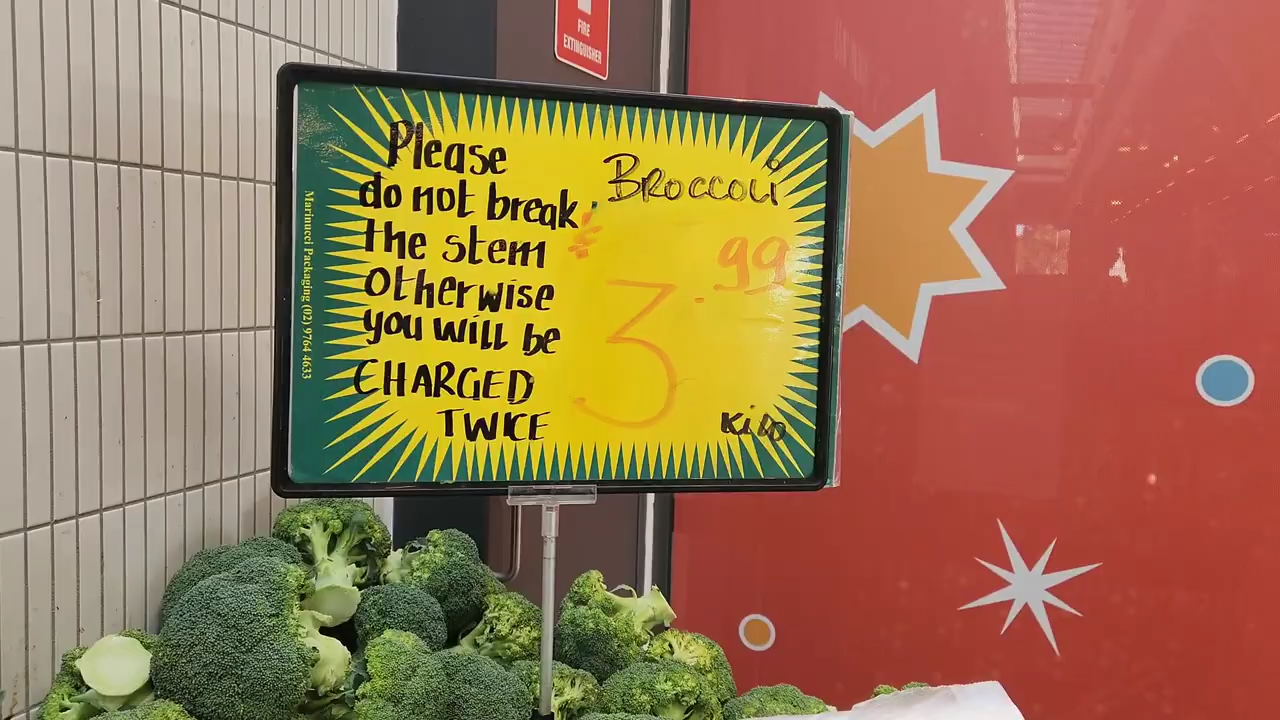 FIRE
EXTINGUISHER
Please
do not break
the stem
otherwise
you will be
CHARGED
TWICE
BROCCOLi
$
3.99
Kilo
Marinucci Packaging (02) 9764 4633